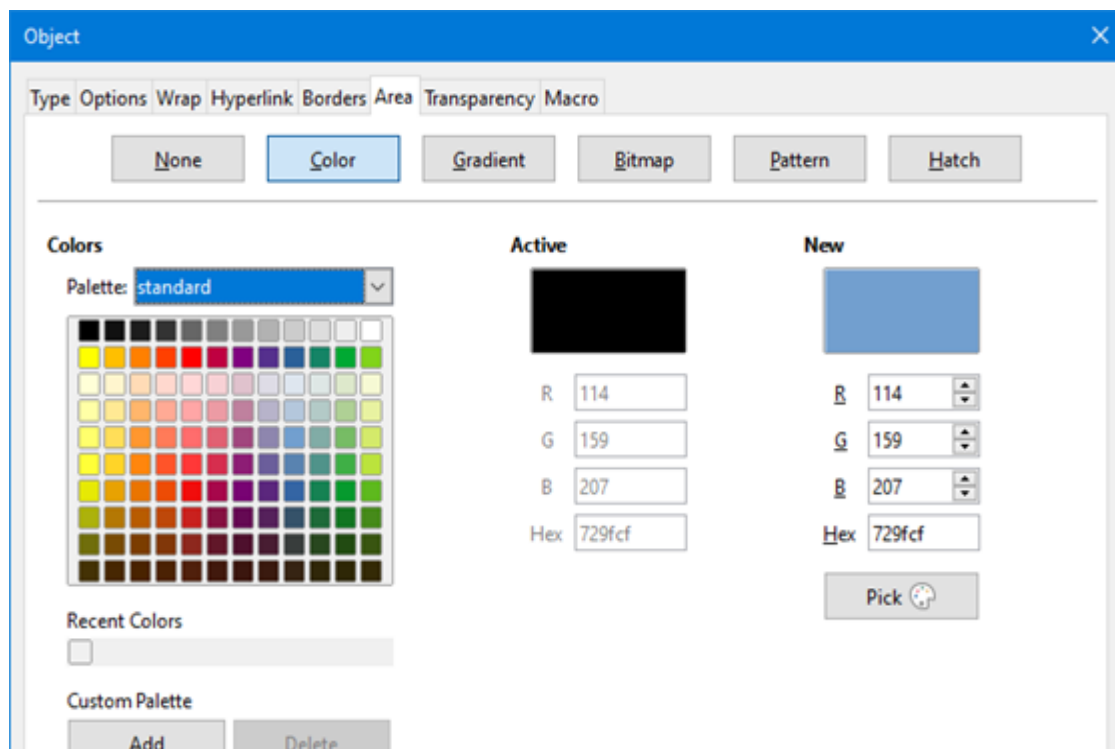 Object
Type Options Wrap Hyperlink Borders Area Transparency Macro
None Color Gradient Bitmap Pattern Hatch
Colors Active New
Palette: standard
R 114 R 114
G 159 G 159
B 207 B 207
Hex 729fcf Hex 729fcf
Pick
Recent Colors
Custom Palette
Add Delete